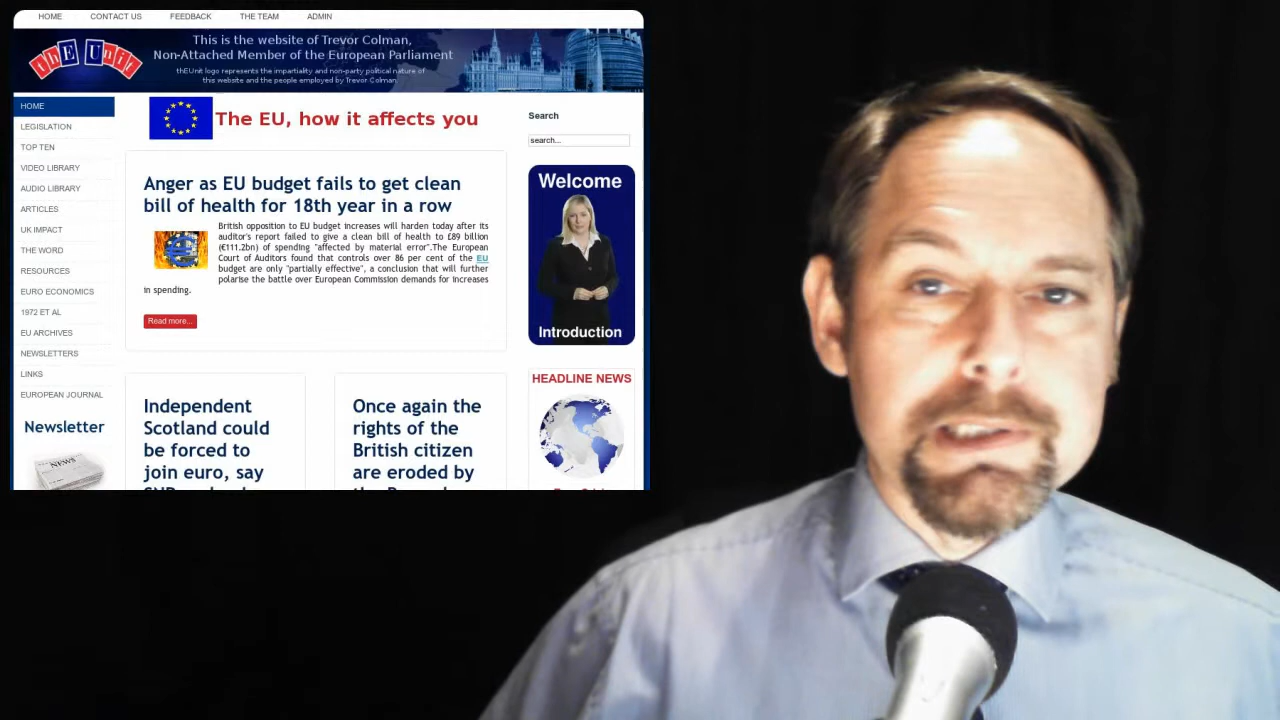 HOME CONTACT US FEEDBACK THE TEAM ADMIN
thEUnit
This is the website of Trevor Colman,
Non-Attached Member of the European Parliament
thEUnit logo represents the impartiality and non-party political nature of
this website and the people employed by Trevor Colman.
HOME
LEGISLATION
TOP TEN
VIDEO LIBRARY
AUDIO LIBRARY
ARTICLES
UK IMPACT
THE WORD
RESOURCES
EURO ECONOMICS
1972 ET AL
EU ARCHIVES
NEWSLETTERS
LINKS
EUROPEAN JOURNAL
Newsletter
NEWS
The EU, how it affects you
Anger as EU budget fails to get clean
bill of health for 18th year in a row
British opposition to EU budget increases will harden today after its
auditor's report failed to give a clean bill of health to £89 billion
(€111.2bn) of spending "affected by material error".The European
Court of Auditors found that controls over 86 per cent of the EU
budget are only "partially effective", a conclusion that will further
polarise the battle over European Commission demands for increases
in spending.
Read more...
Independent
Scotland could
be forced to
join euro, say
Once again the
rights of the
British citizen
are eroded by
Search
search...
Welcome
Introduction
HEADLINE NEWS